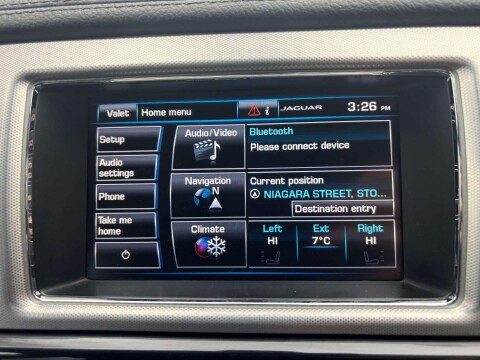 Valet Home menu JAGUAR 3:26 PM
Setup
Audio
settings
Phone
Take me
home
Audio/Video
Navigation
N
Climate
Bluetooth
Please connect device
Current position
NIAGARA STREET, STO...
Destination entry
Left Ext Right
HI 7°C HI